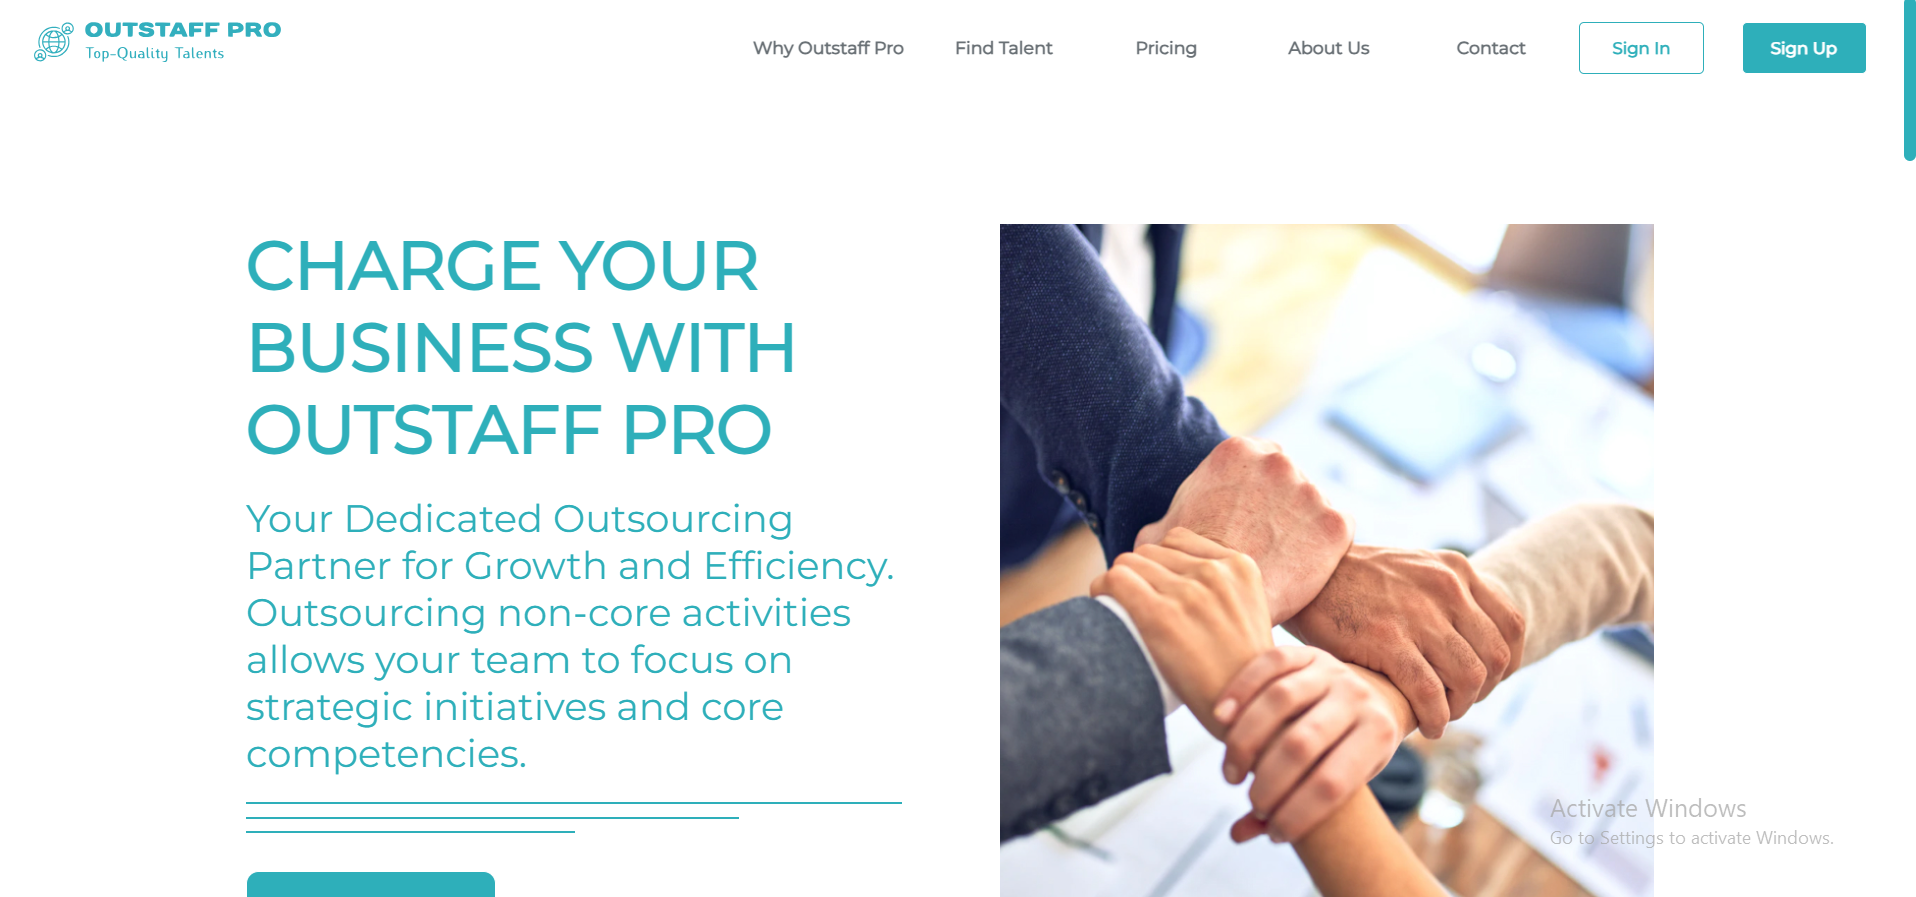 OUTSTAFF PRO
Top-Quality Talents
Why Outstaff Pro
Find Talent
Pricing
About Us
Contact
Sign In
Sign Up
CHARGE YOUR
BUSINESS WITH
OUTSTAFF PRO
Your Dedicated Outsourcing
Partner for Growth and Efficiency.
Outsourcing non-core activities
allows your team to focus on
strategic initiatives and core
competencies.
Activate Windows
Go to Settings to activate Windows.